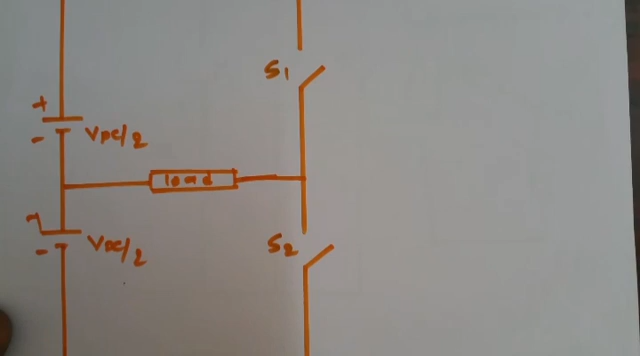 S1
+
- VDC/2
load
S2
- VDC/2